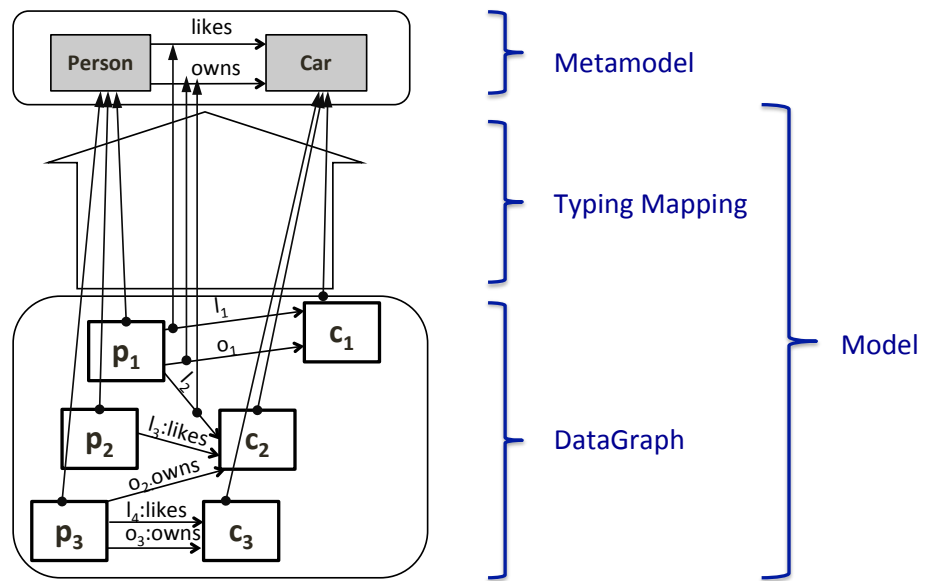 likes
Person
Car
owns
Metamodel
Typing Mapping
l₁
p₁
c₁
o₁
l₂
Model
p₂
l₃:likes
c₂
DataGraph
o₂:owns
p₃
l₄:likes
o₃:owns
c₃